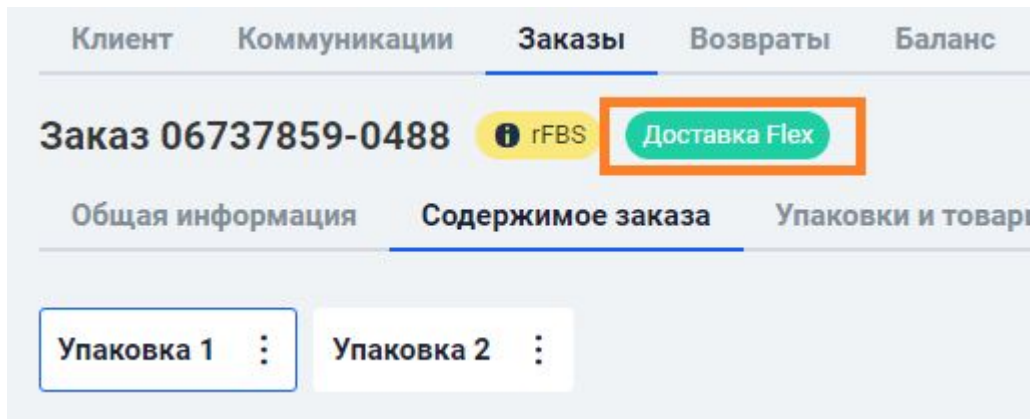 Клиент Коммуникации Заказы Возвраты Баланс
Заказ 06737859-0488 rFBS Доставка Flex
Общая информация Содержимое заказа Упаковки и
Упаковка 1 Упаковка 2